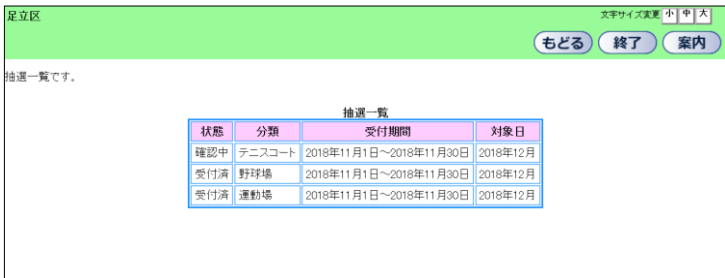 足立区
文字サイズ変更 小 中 大
もどる 終了 案内
抽選一覧です。
抽選一覧
状態 分類 受付期間 対象日
確認中 テニスコート 2018年11月1日～2018年11月30日 2018年12月
受付済 野球場 2018年11月1日～2018年11月30日 2018年12月
受付済 運動場 2018年11月1日～2018年11月30日 2018年12月